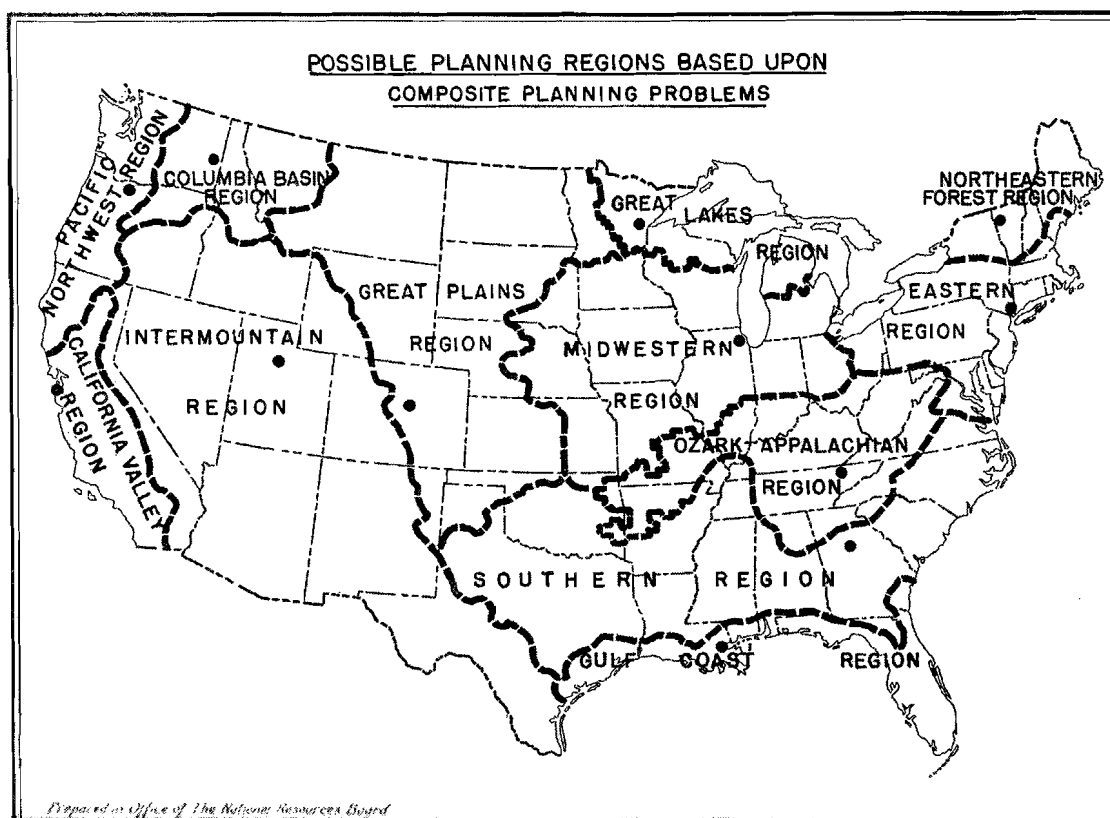 POSSIBLE PLANNING REGIONS BASED UPON
COMPOSITE PLANNING PROBLEMS
PACIFIC
NORTHWEST REGION
COLUMBIA BASIN
REGION
GREAT LAKES
REGION
NORTHEASTERN
FOREST REGION
GREAT PLAINS
REGION
EASTERN
REGION
INTERMOUNTAIN
REGION
MIDWESTERN
REGION
CALIFORNIA VALLEY
REGION
OZARK-APPALACHIAN
REGION
SOUTHERN REGION
GULF COAST REGION
Prepared in Office of The National Resources Board